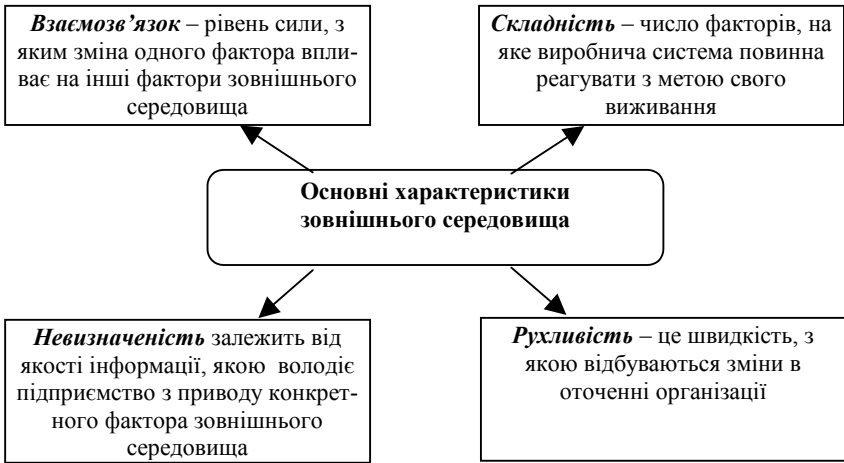 Взаємозв’язок – рівень сили, з
яким зміна одного фактора впли-
ває на інші фактори зовнішнього
середовища
Складність – число факторів, на
яке виробнича система повинна
реагувати з метою свого
виживання
Основні характеристики
зовнішнього середовища
Невизначеність залежить від
якості інформації, якою володіє
підприємство з приводу конкрет-
ного фактора зовнішнього
середовища
Рухливість – це швидкість, з
якою відбуваються зміни в
оточенні організації